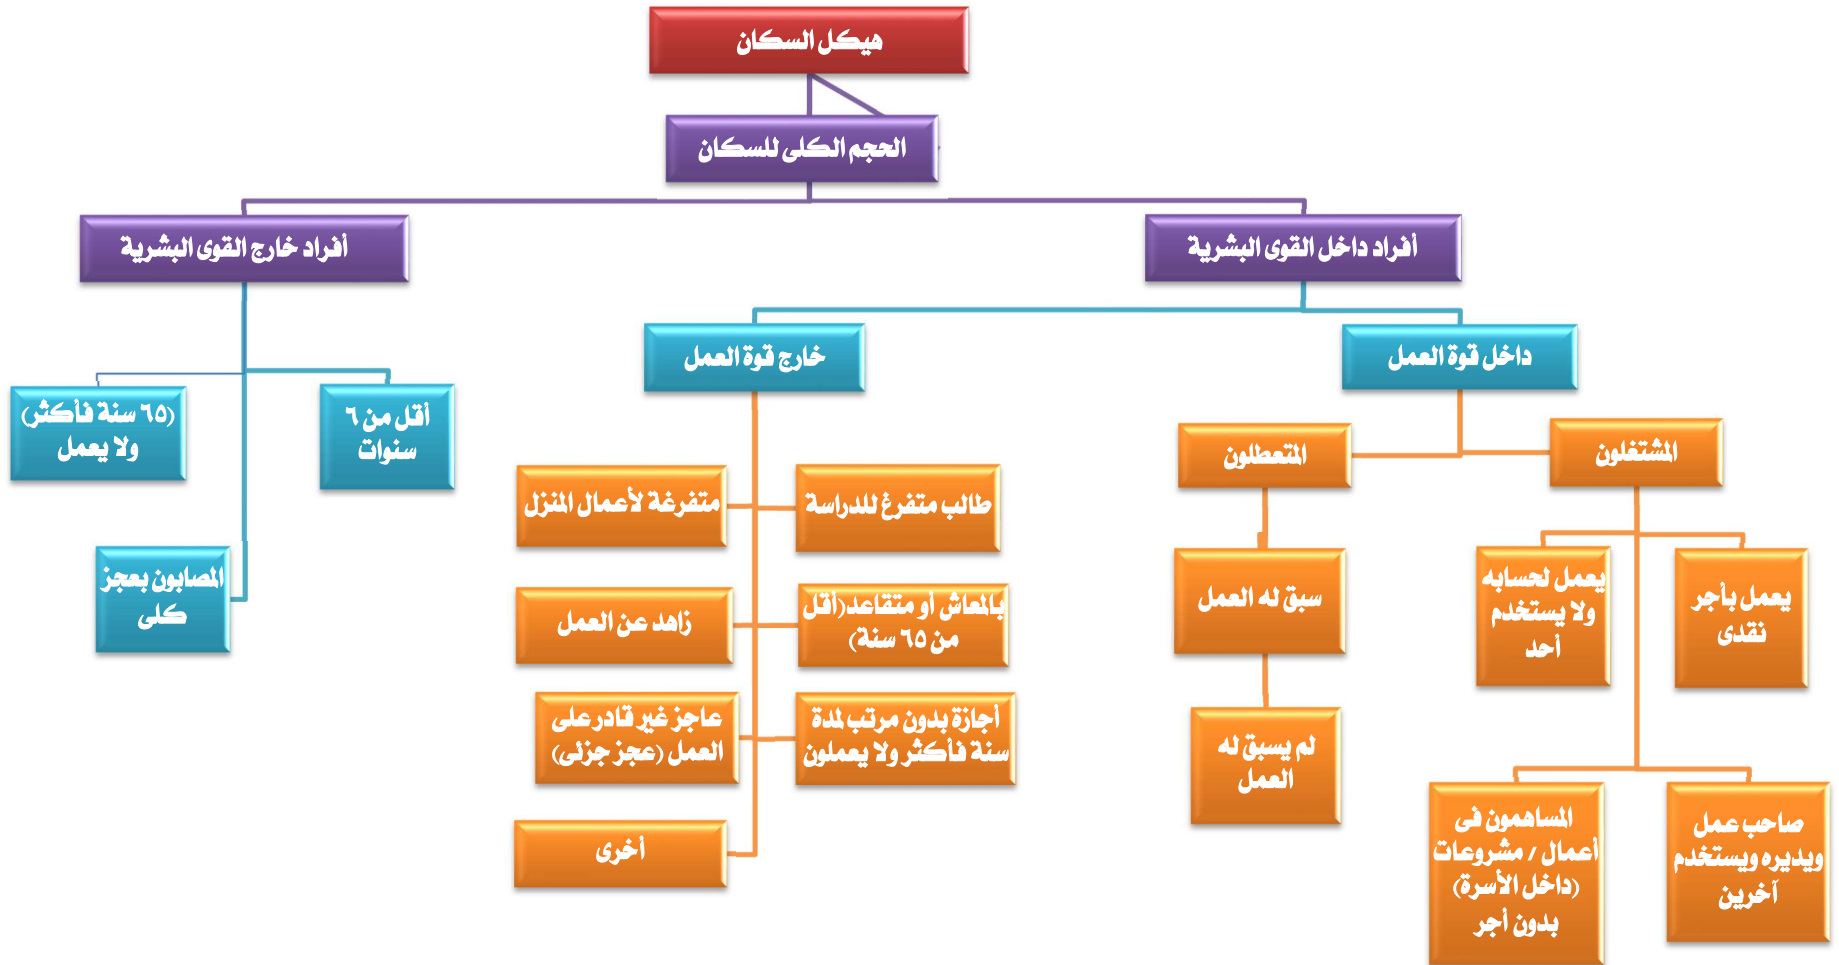 هيكل السكان
الحجم الكلى للسكان
أفراد داخل القوى البشرية
أفراد خارج القوى البشرية
داخل قوة العمل
خارج قوة العمل
أقل من ٦
سنوات
(٦٥ سنة فأكثر)
ولا يعمل
المصابون بعجز
كلى
المشتغلون
المتعطلون
يعمل بأجر
نقدى
يعمل لحسابه
ولا يستخدم
أحد
صاحب عمل
ويديره ويستخدم
آخرين
المساهمون فى
أعمال / مشروعات
(داخل الأسرة)
بدون أجر
سبق له العمل
لم يسبق له
العمل
طالب متفرغ للدراسة
متفرغة لأعمال المنزل
بالمعاش أو متقاعد(أقل
من ٦٥ سنة)
زاهد عن العمل
أجازة بدون مرتب لمدة
سنة فأكثر ولا يعملون
عاجز غير قادر على
العمل (عجز جزئى)
أخرى